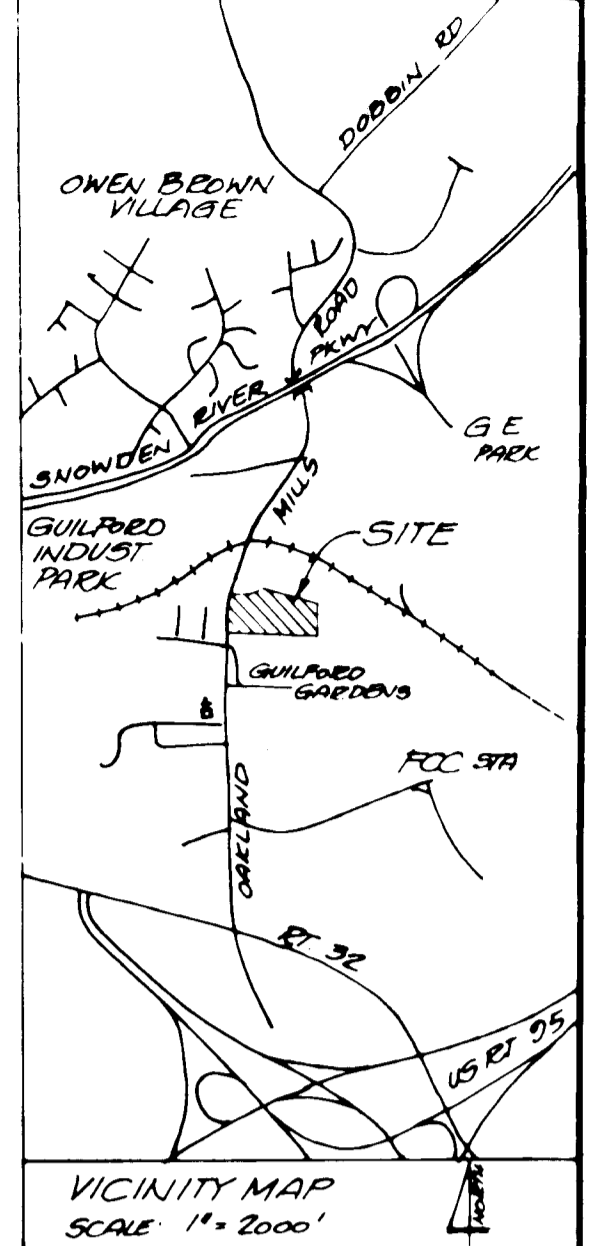 DOBBIN RD
OWEN BROWN
VILLAGE
ROAD
PKWY
RIVER
SNOWDEN
G E
PARK
MILLS
GUILFORD
INDUST
PARK
SITE
GUILFORD
GARDENS
FCC STA
OAKLAND
RT. 32
US RT 95
VICINITY MAP
SCALE: 1" = 2000'
NORTH